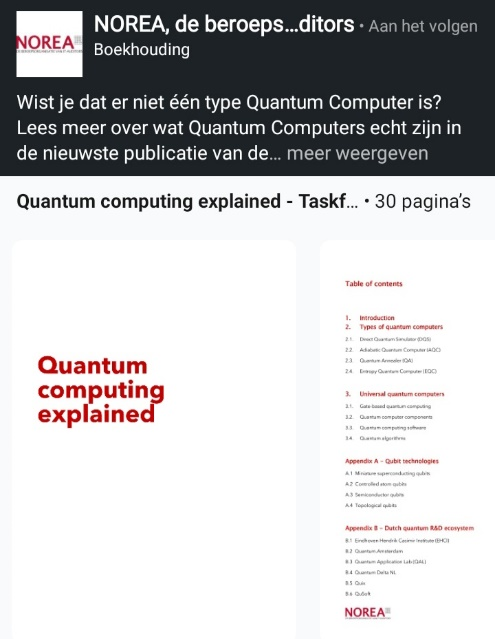 NOREA
NOREA, de beroeps...ditors • Aan het volgen
Boekhouding
Wist je dat er niet één type Quantum Computer is?
Lees meer over wat Quantum Computers echt zijn in
de nieuwste publicatie van de... meer weergeven
Quantum computing explained - Taskf... • 30 pagina's
Quantum
computing
explained
Table of contents
1. Introduction
2. Types of quantum computers
2.1. Direct Quantum Simulator (DQS)
2.2. Adiabatic Quantum Computer (AQC)
2.3. Quantum Annealer (QA)
2.4. Entropy Quantum Computer (EQC)
3. Universal quantum computers
3.1. Gate-based quantum computing
3.2. Quantum computer components
3.3. Quantum computing software
3.4. Quantum algorithms
Appendix A – Qubit technologies
A.1 Miniature superconducting qubits
A.2 Controlled atom qubits
A.3 Semiconductor qubits
A.4 Topological qubits
Appendix B – Dutch quantum R&D ecosystem
B.1 Eindhoven Hendrik Casimir Institute (EHCI)
B.2 Quantum Amsterdam
B.3 Quantum Application Lab (QAL)
B.4 Quantum Delta NL
B.5 Quix
B.6 QuSoft
NOREA